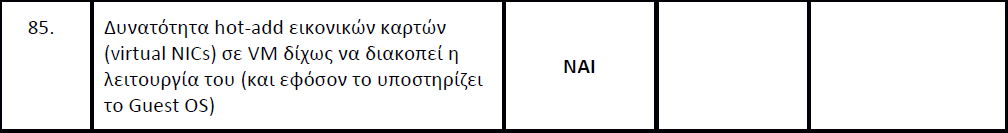 85.
Δυνατότητα hot-add εικονικών καρτών
(virtual NICs) σε VM δίχως να διακοπεί η
λειτουργία του (και εφόσον το υποστηρίζει
το Guest OS)
ΝΑΙ